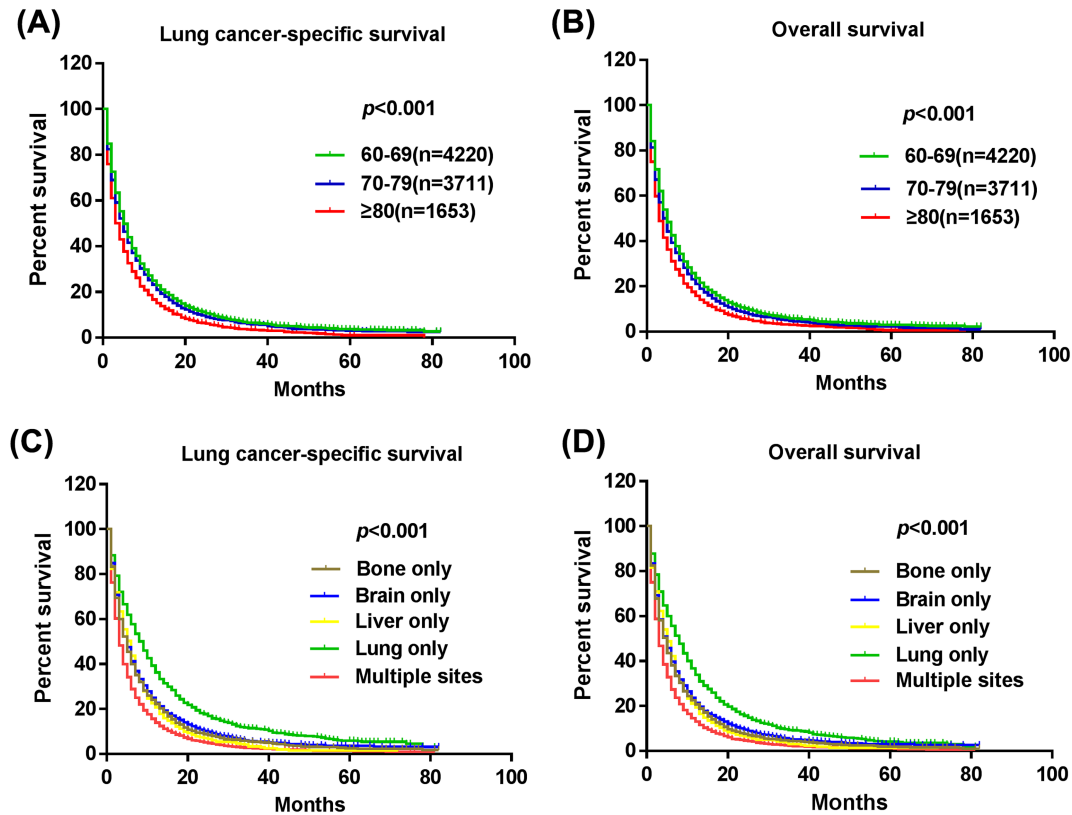 (A)
Lung cancer-specific survival
120
100
80
60
40
20
0
Percent survival
p<0.001
60-69(n=4220)
70-79(n=3711)
≥80(n=1653)
0 20 40 60 80 100
Months
(B)
Overall survival
120
100
80
60
40
20
0
Percent survival
p<0.001
60-69(n=4220)
70-79(n=3711)
≥80(n=1653)
0 20 40 60 80 100
Months
(C)
Lung cancer-specific survival
120
100
80
60
40
20
0
Percent survival
p<0.001
Bone only
Brain only
Liver only
Lung only
Multiple sites
0 20 40 60 80 100
Months
(D)
Overall survival
120
100
80
60
40
20
0
Percent survival
p<0.001
Bone only
Brain only
Liver only
Lung only
Multiple sites
0 20 40 60 80 100
Months